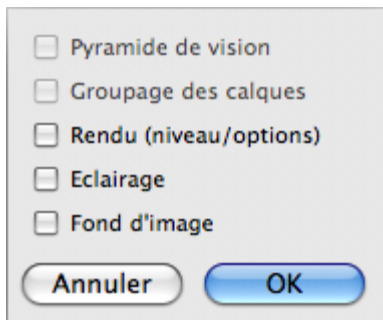 Pyramide de vision
Groupage des calques
Rendu (niveau/options)
Eclairage
Fond d'image
Annuler OK